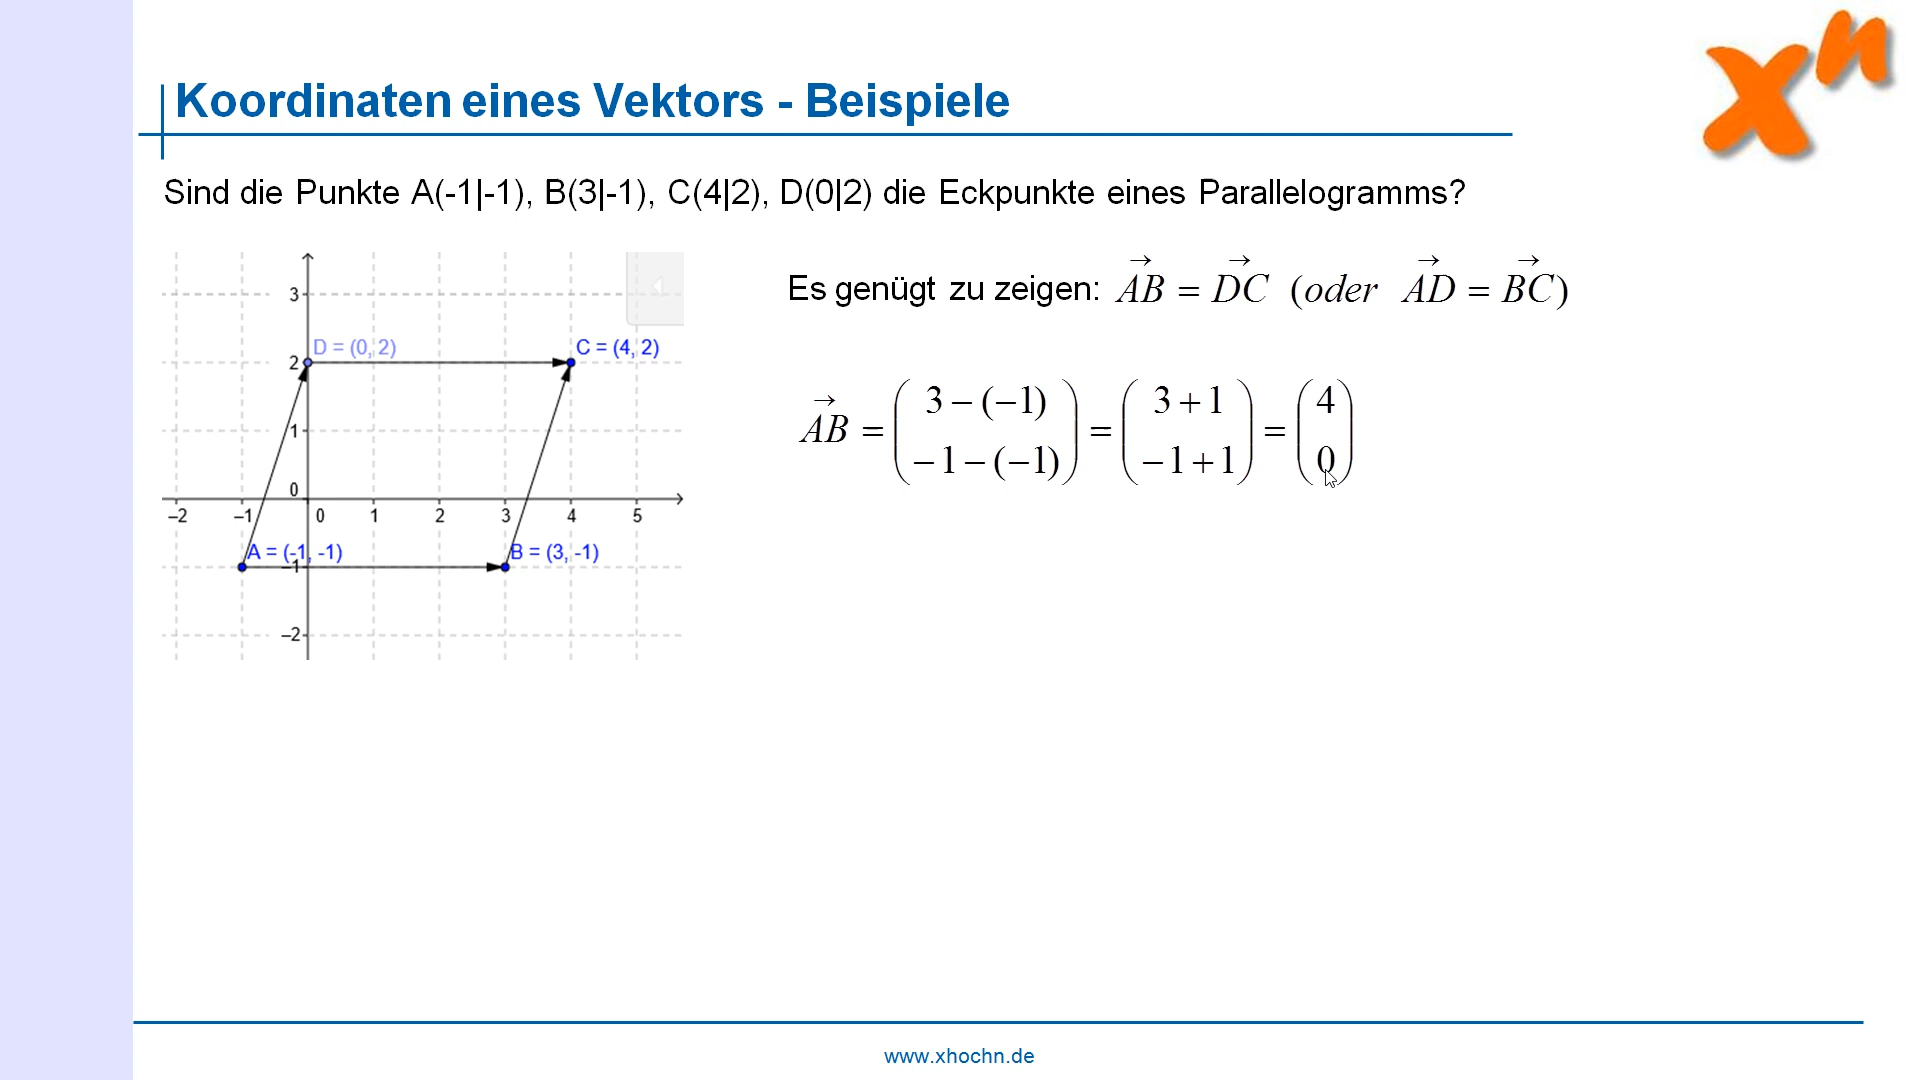 xn
Koordinaten eines Vektors - Beispiele
Sind die Punkte A(-1|-1), B(3|-1), C(4|2), D(0|2) die Eckpunkte eines Parallelogramms?
Es genügt zu zeigen: →AB = →DC (oder →AD = →BC)
→AB = (3−(−1) / −1−(−1)) = (3+1 / −1+1) = (4 / 0)
3
D = (0, 2)
C = (4, 2)
2
1
0
–2 –1 0 1 2 3 4 5
A = (-1, -1)
B = (3, -1)
–1
–2
www.xhochn.de